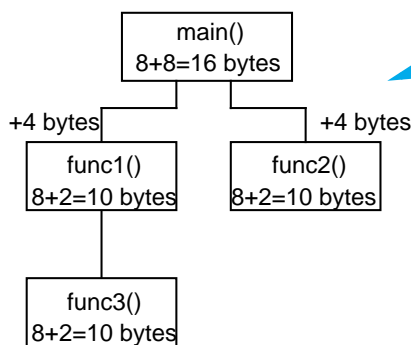 main()
8+8=16 bytes
+4 bytes
+4 bytes
func1()
8+2=10 bytes
func2()
8+2=10 bytes
func3()
8+2=10 bytes